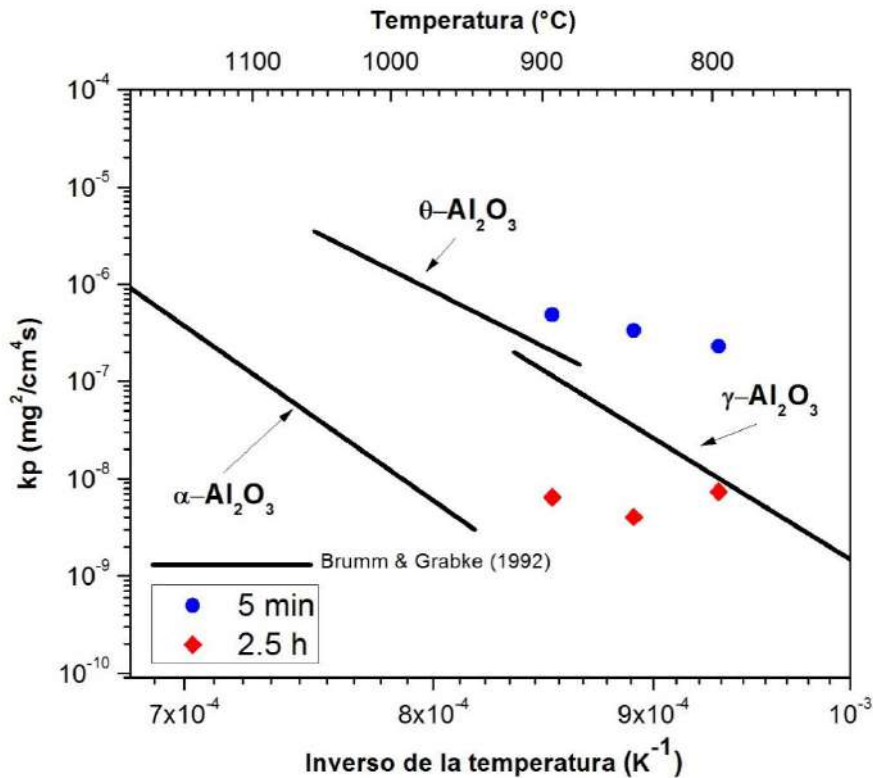 Temperatura (°C)
1100 1000 900 800
10⁻⁴
10⁻⁵
10⁻⁶
10⁻⁷
10⁻⁸
10⁻⁹
10⁻¹⁰
kp (mg²/cm⁴s)
θ–Al₂O₃
γ–Al₂O₃
α–Al₂O₃
Brumm & Grabke (1992)
5 min
2.5 h
7x10⁻⁴ 8x10⁻⁴ 9x10⁻⁴ 10⁻³
Inverso de la temperatura (K⁻¹)